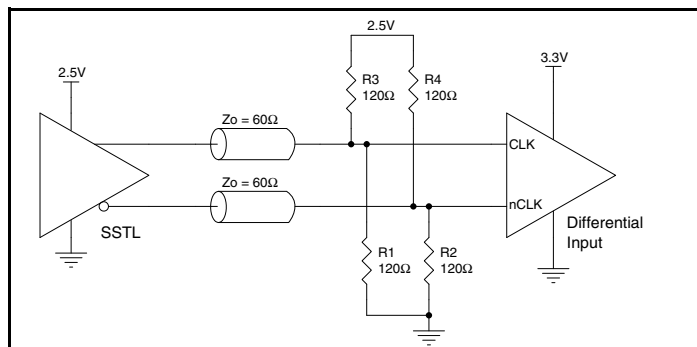 2.5V
2.5V
3.3V
R3
120Ω
R4
120Ω
Zo = 60Ω
CLK
Zo = 60Ω
nCLK
SSTL
Differential
Input
R1
120Ω
R2
120Ω